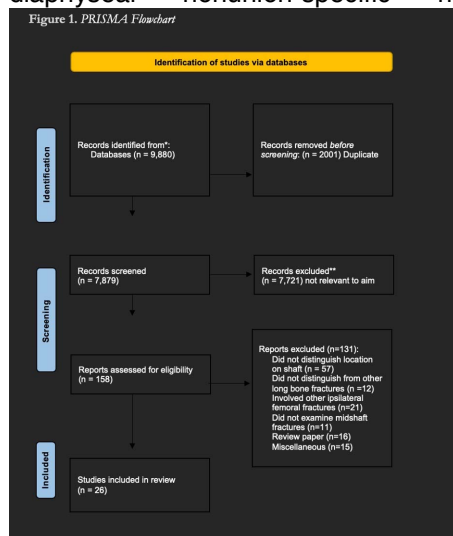 diaphyseal nonunion-specific
Figure 1. PRISMA Flowchart
Identification of studies via databases
Identification
Records identified from*:
Databases (n = 9,880)
Records removed before
screening: (n = 2001) Duplicate
Screening
Records screened
(n = 7,879)
Records excluded**
(n = 7,721) not relevant to aim
Reports assessed for eligibility
(n = 158)
Reports excluded (n=131):
Did not distinguish location
on shaft (n = 57)
Did not distinguish from other
long bone fractures (n =12)
Involved other ipsilateral
femoral fractures (n=21)
Did not examine midshaft
fractures (n=11)
Review paper (n=16)
Miscellaneous (n=15)
Included
Studies included in review
(n = 26)